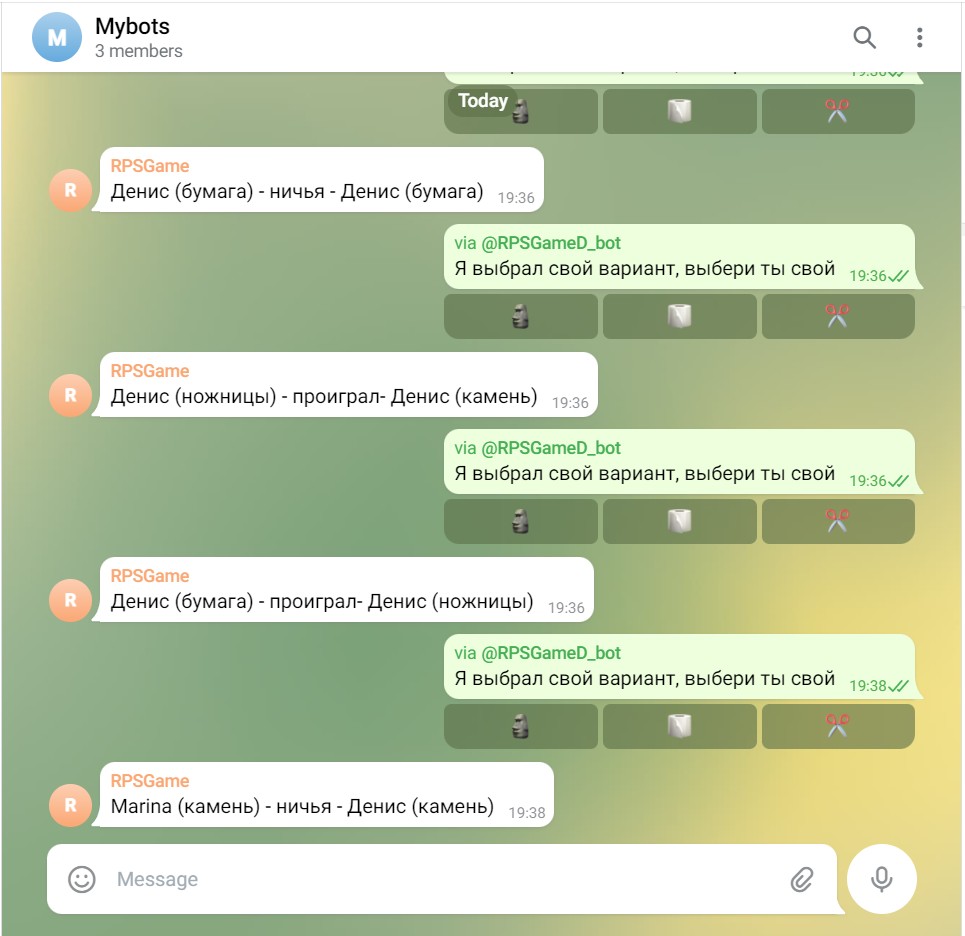 M
Mybots
3 members
19:36
Today
RPSGame
R
Денис (бумага) - ничья - Денис (бумага) 19:36
via @RPSGameD_bot
Я выбрал свой вариант, выбери ты свой 19:36
RPSGame
R
Денис (ножницы) - проиграл- Денис (камень) 19:36
via @RPSGameD_bot
Я выбрал свой вариант, выбери ты свой 19:36
RPSGame
R
Денис (бумага) - проиграл- Денис (ножницы) 19:36
via @RPSGameD_bot
Я выбрал свой вариант, выбери ты свой 19:38
RPSGame
R
Marina (камень) - ничья - Денис (камень) 19:38
Message